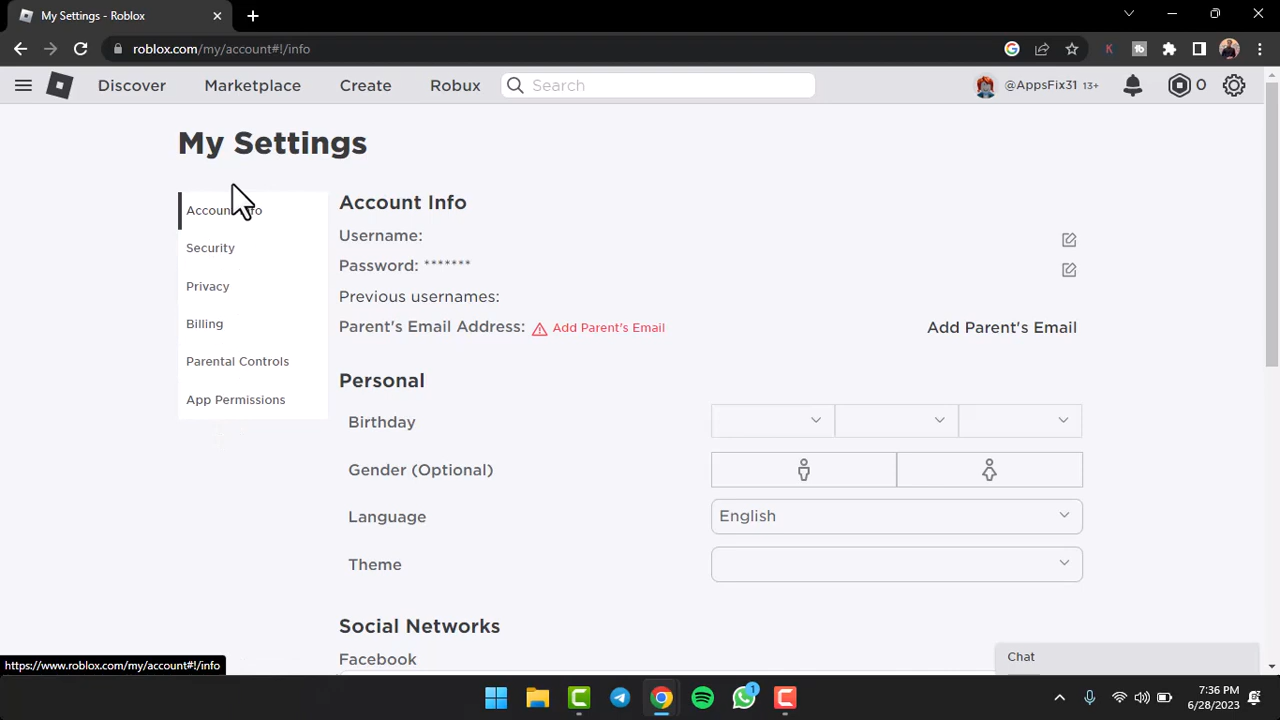 My Settings - Roblox
roblox.com/my/account#!/info
Discover
Marketplace
Create
Robux
Search
@AppsFix31 13+
0
My Settings
Account Info
Security
Privacy
Billing
Parental Controls
App Permissions
Account Info
Username:
Password: *******
Previous usernames:
Parent's Email Address: Add Parent's Email
Add Parent's Email
Personal
Birthday
Gender (Optional)
Language
English
Theme
Social Networks
Facebook
Chat
https://www.roblox.com/my/account#!/info
1
7:36 PM
6/28/2023